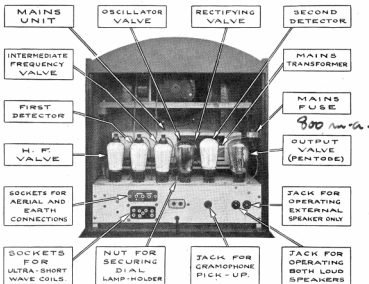 MAINS
UNIT
OSCILLATOR
VALVE
RECTIFYING
VALVE
SECOND
DETECTOR
INTERMEDIATE
FREQUENCY
VALVE
MAINS
TRANSFORMER
FIRST
DETECTOR
MAINS
FUSE
800 m.a.
H.F.
VALVE
OUTPUT
VALVE
(PENTODE)
SOCKETS FOR
AERIAL AND
EARTH
CONNECTIONS
JACK FOR
OPERATING
EXTERNAL
SPEAKER ONLY
SOCKETS
FOR
ULTRA-SHORT
WAVE COILS.
NUT FOR
SECURING
DIAL
LAMP-HOLDER
JACK FOR
GRAMOPHONE
PICK-UP.
JACK FOR
OPERATING
BOTH LOUD
SPEAKERS